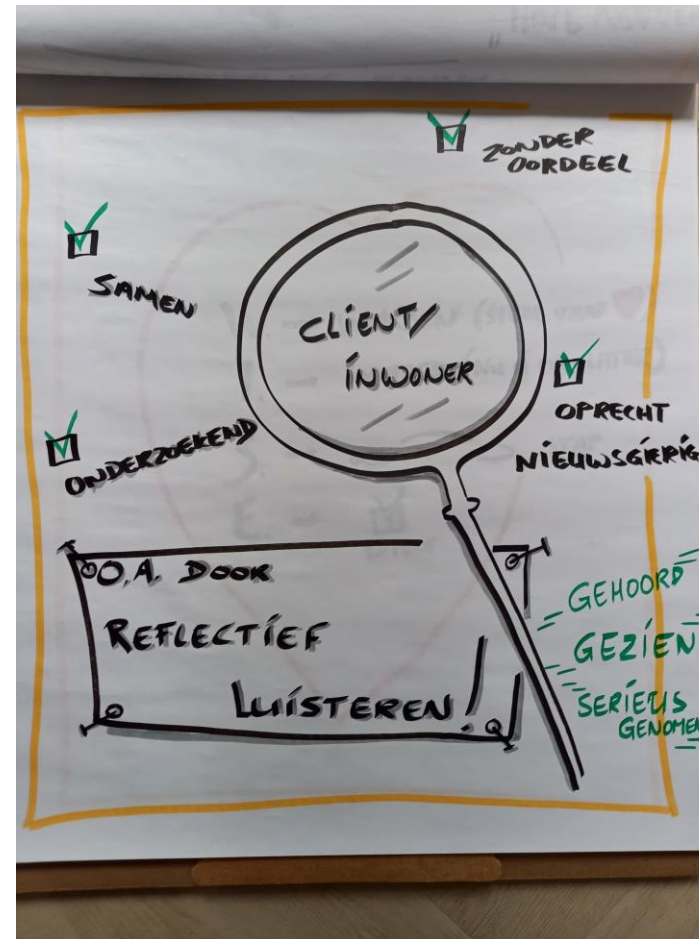 ZONDER
OORDEEL
SAMEN
CLIENT/
INWONER
OPRECHT
NIEUWSGIERIG
ONDERZOEKEND
O.A. DOOR
REFLECTIEF
LUISTEREN!
GEHOORD
GEZIEN
SERIEUS
GENOMEN